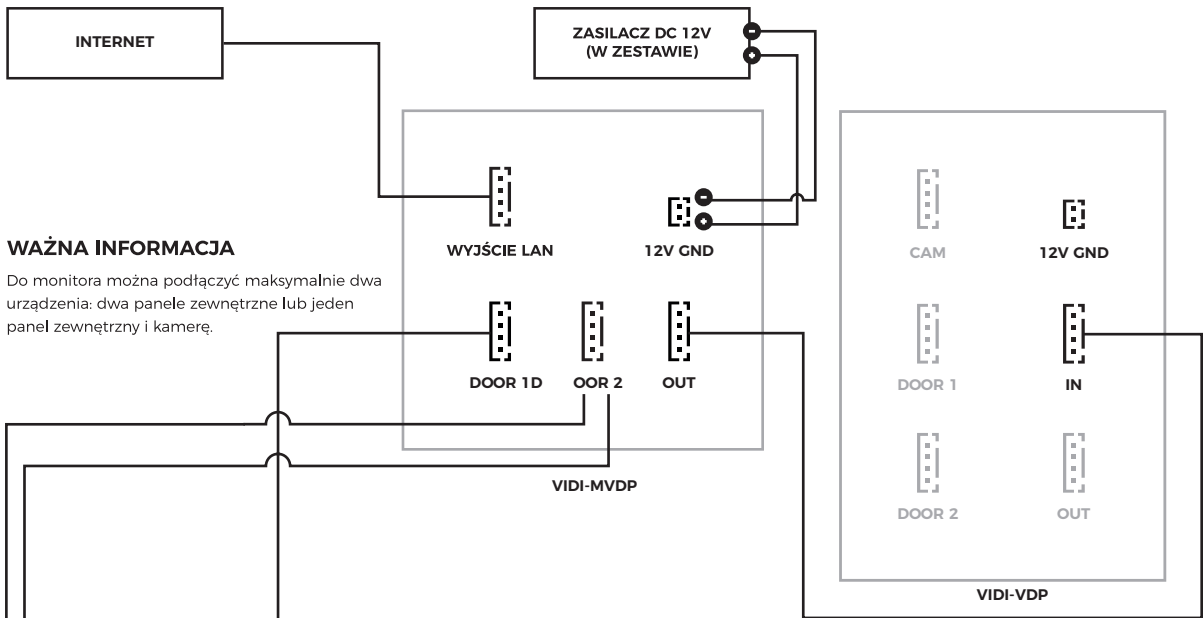 INTERNET
ZASILACZ DC 12V
(W ZESTAWIE)
WAŻNA INFORMACJA
Do monitora można podłączyć maksymalnie dwa
urządzenia: dwa panele zewnętrzne lub jeden
panel zewnętrzny i kamerę.
WYJŚCIE LAN
12V GND
DOOR 1D
OOR 2
OUT
VIDI-MVDP
CAM
12V GND
DOOR 1
IN
DOOR 2
OUT
VIDI-VDP